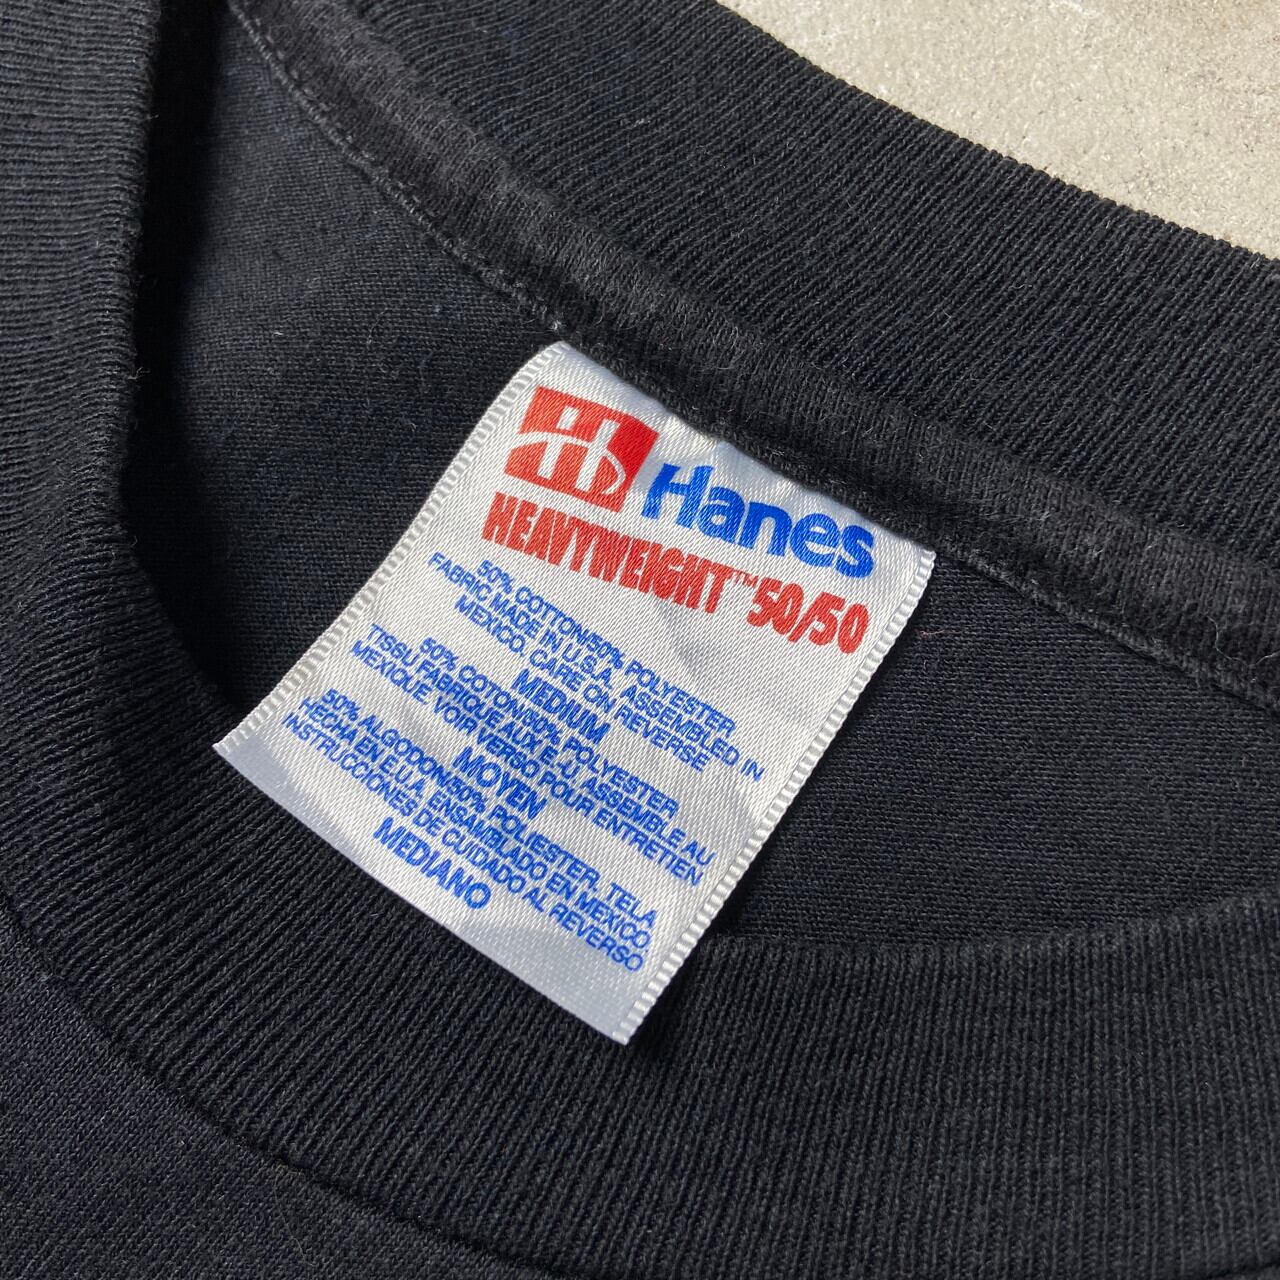 Hanes
HEAVYWEIGHT™ 50/50
50% COTTON/50% POLYESTER,
FABRIC MADE IN U.S.A. ASSEMBLED IN
MEXICO, CARE ON REVERSE
MEDIUM
50% COTON/50% POLYESTER,
TISSU FABRIQUE AUX E.-U. ASSEMBLE AU
MEXIQUE. VOIR VERSO POUR ENTRETIEN
MOYEN
50% ALGODON/50% POLIESTER. TELA
HECHA EN E.U.A. ENSAMBLADO EN MEXICO.
INSTRUCCIONES DE CUIDADO AL REVERSO
MEDIANO